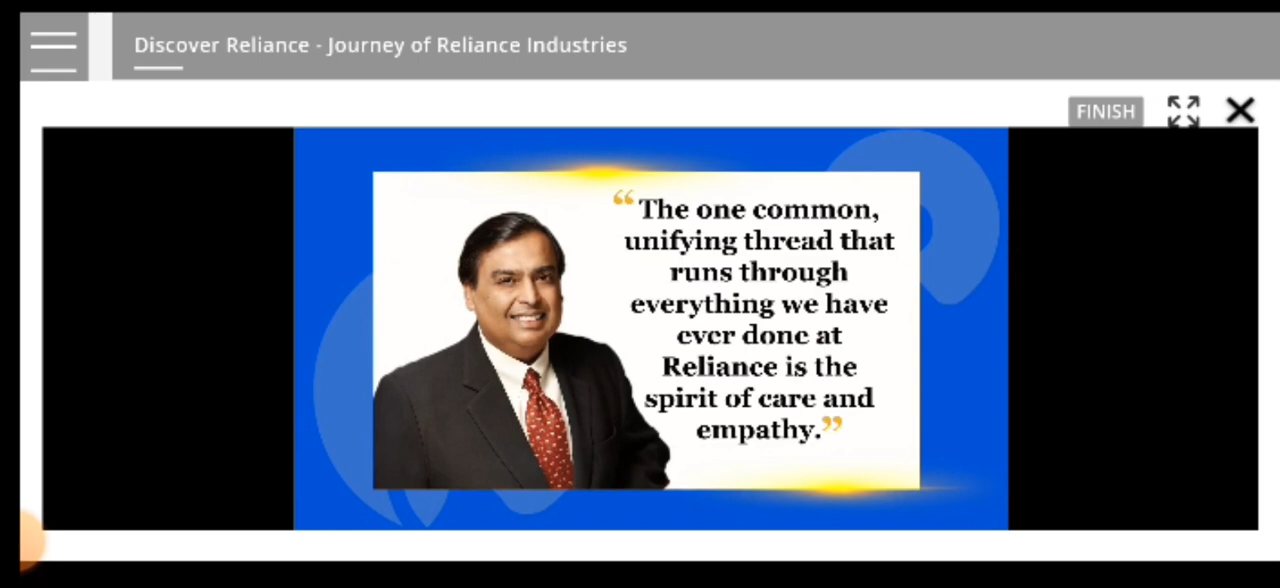 Discover Reliance - Journey of Reliance Industries
FINISH
“The one common,
unifying thread that
runs through
everything we have
ever done at
Reliance is the
spirit of care and
empathy.”